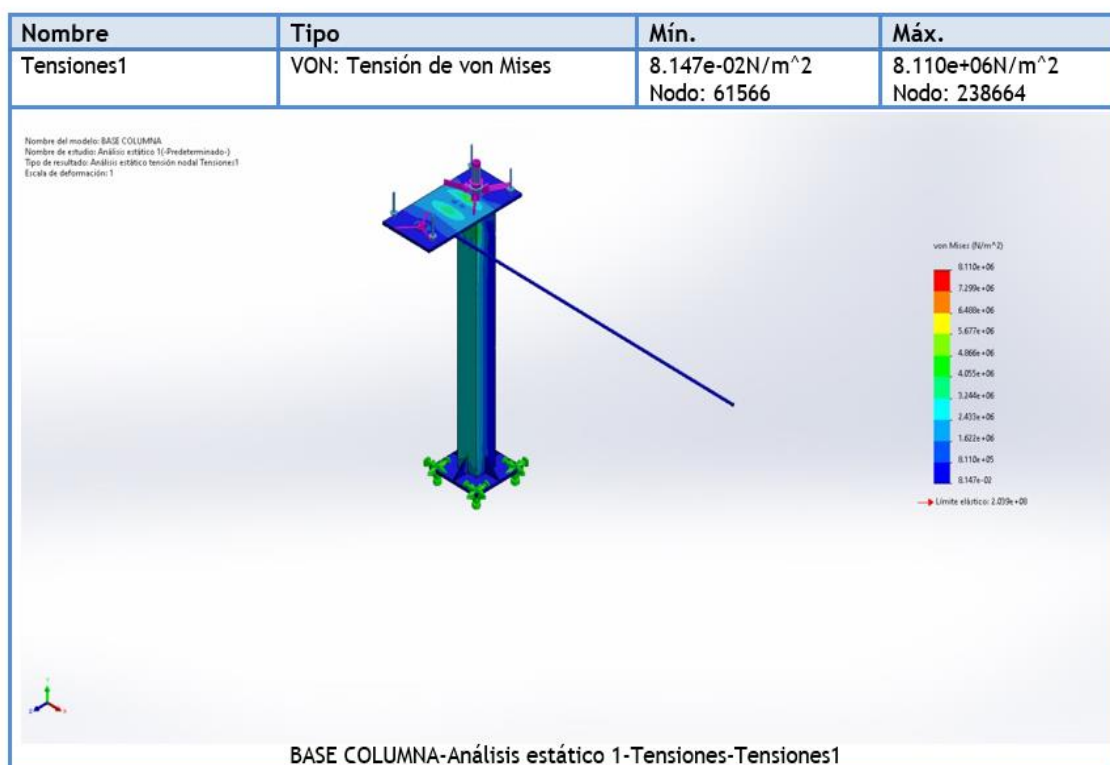 Nombre Tipo Mín. Máx.
Tensiones1 VON: Tensión de von Mises 8.147e-02N/m^2 8.110e+06N/m^2
Nodo: 61566 Nodo: 238664
Nombre del modelo: BASE COLUMNA
Nombre de estudio: Análisis estático 1(-Predeterminado-)
Tipo de resultado: Análisis estático tensión nodal Tensiones1
Escala de deformación: 1
von Mises (N/m^2)
8.110e+06
7.299e+06
6.488e+06
5.677e+06
4.866e+06
4.055e+06
3.244e+06
2.433e+06
1.622e+06
8.110e+05
8.147e-02
Límite elástico: 2.039e+08
BASE COLUMNA-Análisis estático 1-Tensiones-Tensiones1